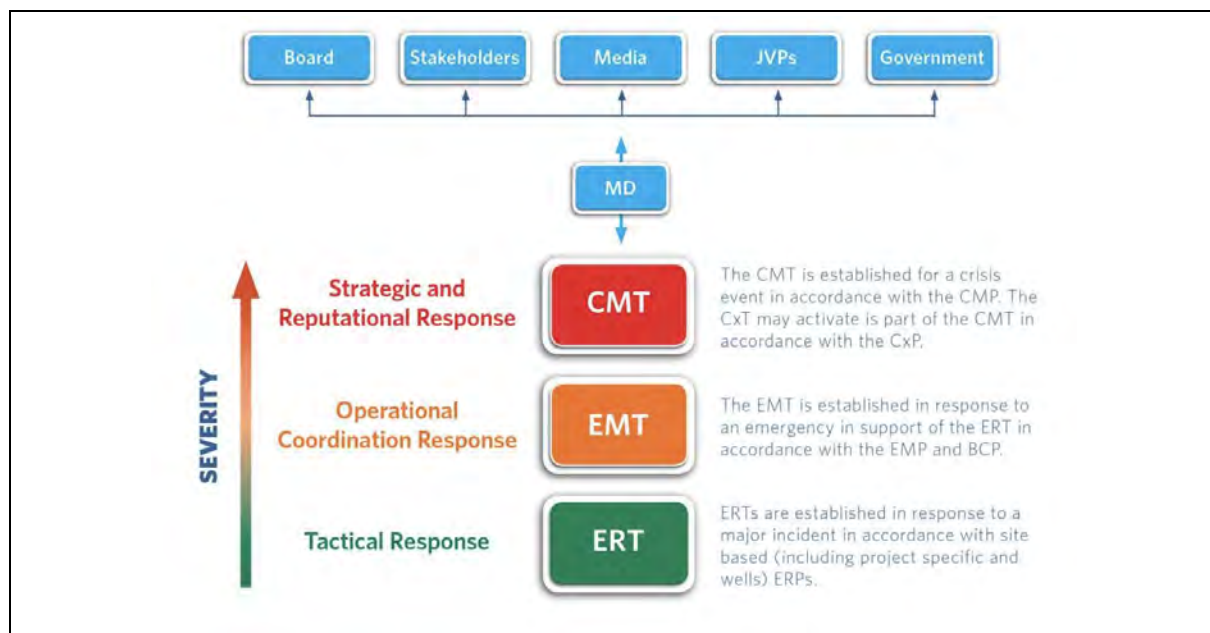 Board
Stakeholders
Media
JVPs
Government
MD
Strategic and
Reputational Response
CMT
The CMT is established for a crisis
event in accordance with the CMP. The
CxT may activate is part of the CMT in
accordance with the CxP.
SEVERITY
Operational
Coordination Response
EMT
The EMT is established in response to
an emergency in support of the ERT in
accordance with the EMP and BCP.
Tactical Response
ERT
ERTs are established in response to a
major incident in accordance with site
based (including project specific and
wells) ERPs.